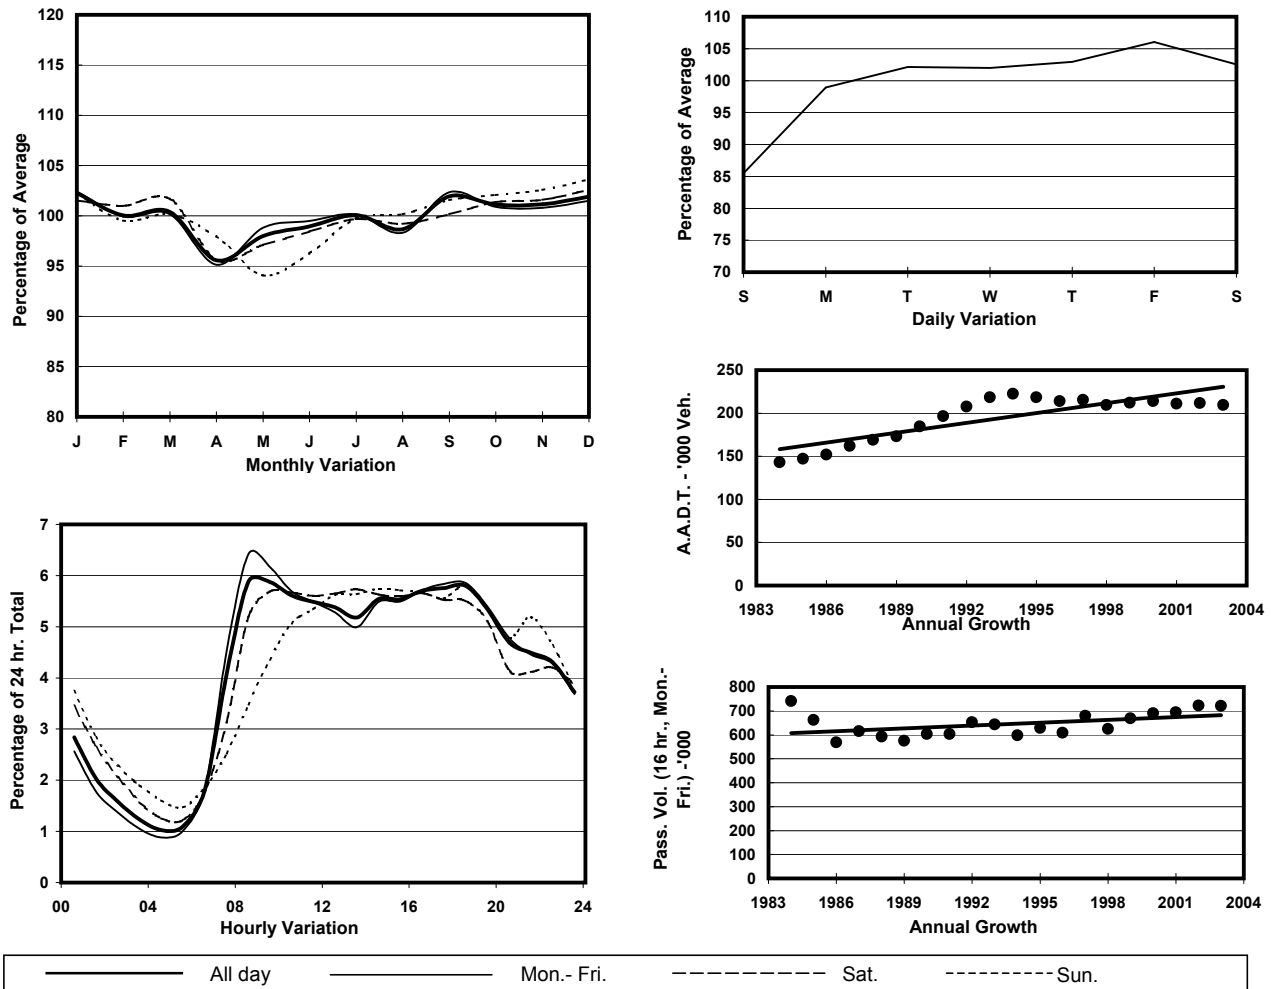 120
115
110
105
100
95
90
85
80
Percentage of Average
J F M A M J J A S O N D
Monthly Variation
110
105
100
95
90
85
80
75
70
Percentage of Average
S M T W T F S
Daily Variation
250
200
150
100
50
0
A.A.D.T. - '000 Veh.
1983 1986 1989 1992 1995 1998 2001 2004
Annual Growth
7
6
5
4
3
2
1
0
Percentage of 24 hr. Total
00 04 08 12 16 20 24
Hourly Variation
800
700
600
500
400
300
200
100
0
Pass. Vol. (16 hr., Mon.-
Fri.) -'000
1983 1986 1989 1992 1995 1998 2001 2004
Annual Growth
All day Mon.- Fri. Sat. Sun.